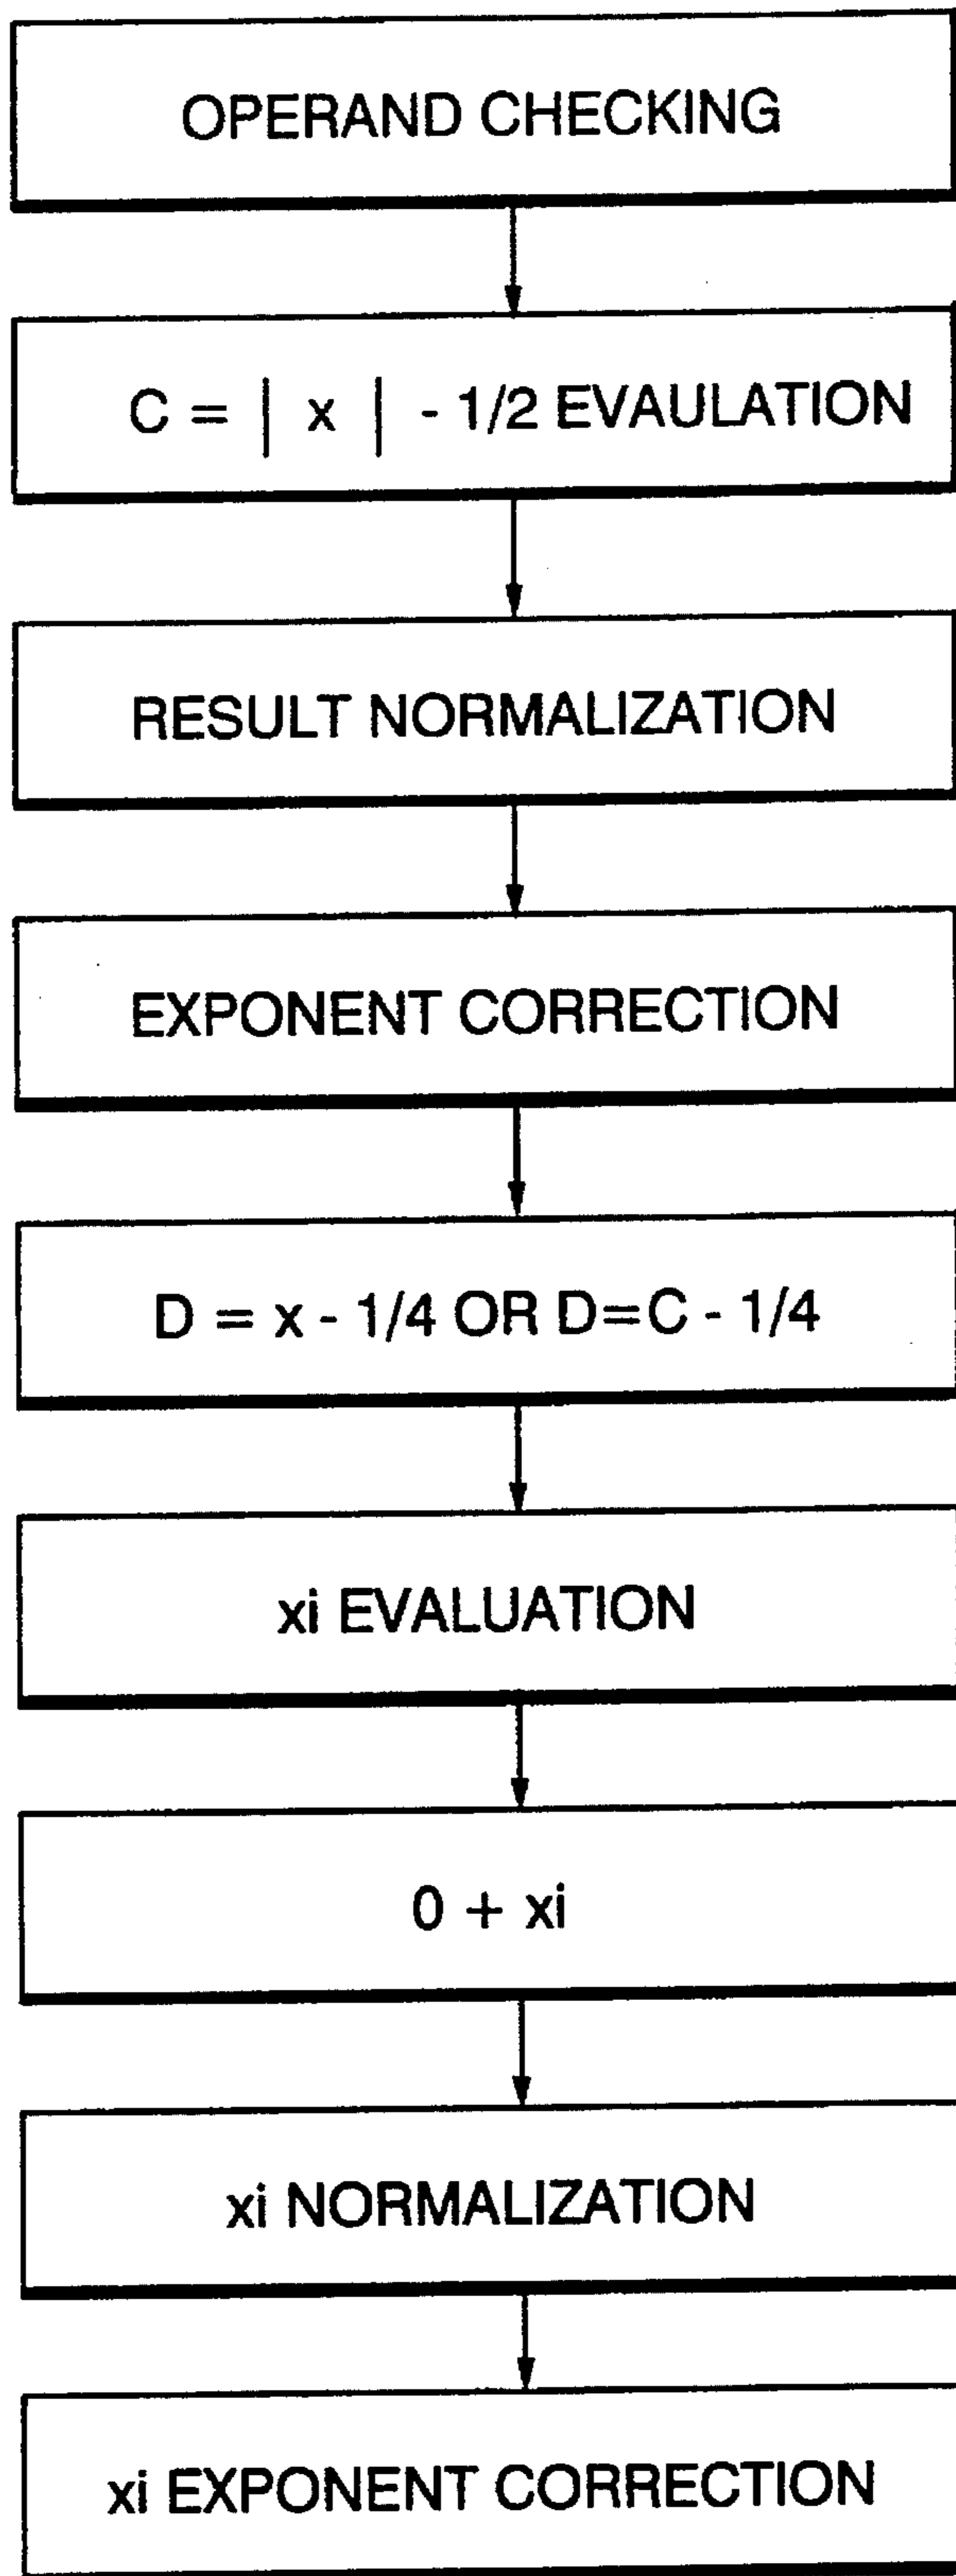 OPERAND CHECKING
C = | x | - 1/2 EVAULATION
RESULT NORMALIZATION
EXPONENT CORRECTION
D = x - 1/4 OR D=C - 1/4
xi EVALUATION
0 + xi
xi NORMALIZATION
xi EXPONENT CORRECTION